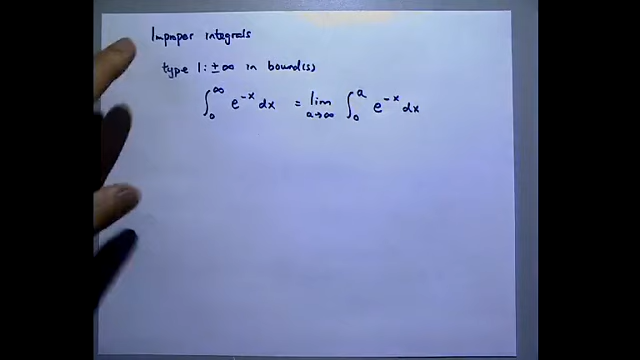 Improper integrals
type 1: ±∞ in bound(s)
∫₀^∞ e^{-x} dx = lim_{a→∞} ∫₀^a e^{-x} dx